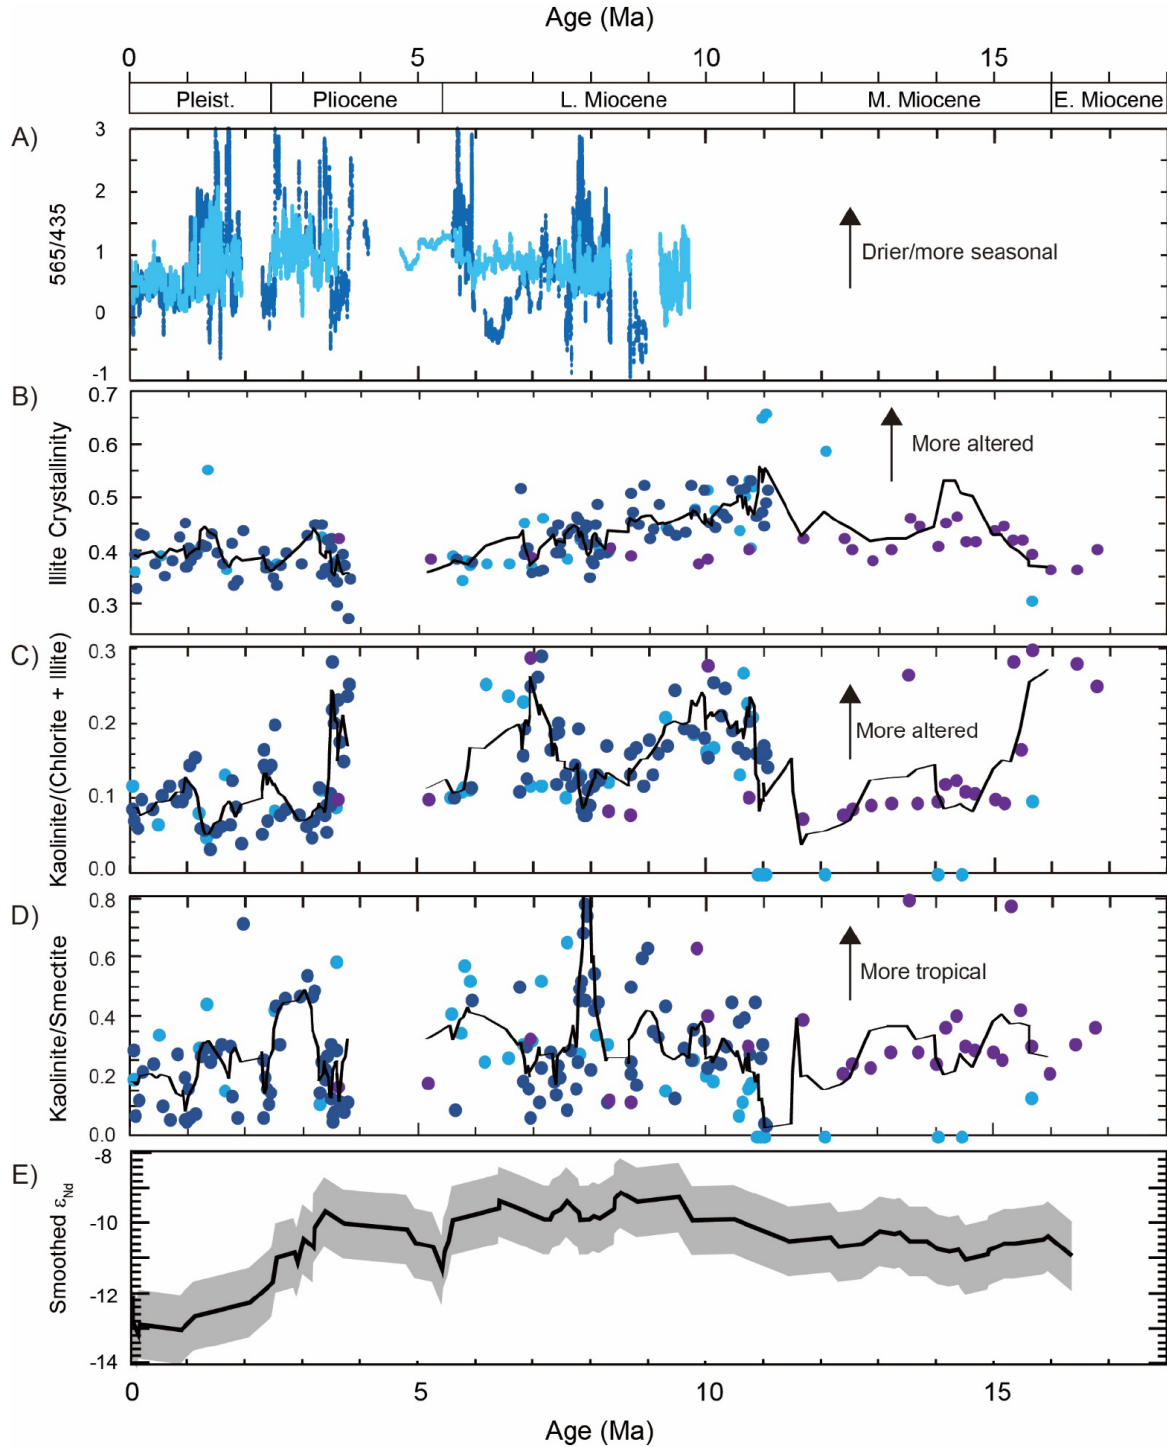 Age (Ma)
0 5 10 15
Pleist. Pliocene L. Miocene M. Miocene E. Miocene
A)
565/435
3
2
1
0
-1
Drier/more seasonal
B)
Illite Crystallinity
0.7
0.6
0.5
0.4
0.3
More altered
C)
Kaolinite/(Chlorite + Illite)
0.3
0.2
0.1
0.0
More altered
D)
Kaolinite/Smectite
0.8
0.6
0.4
0.2
0.0
More tropical
E)
Smoothed εNd
-8
-10
-12
-14
0 5 10 15
Age (Ma)